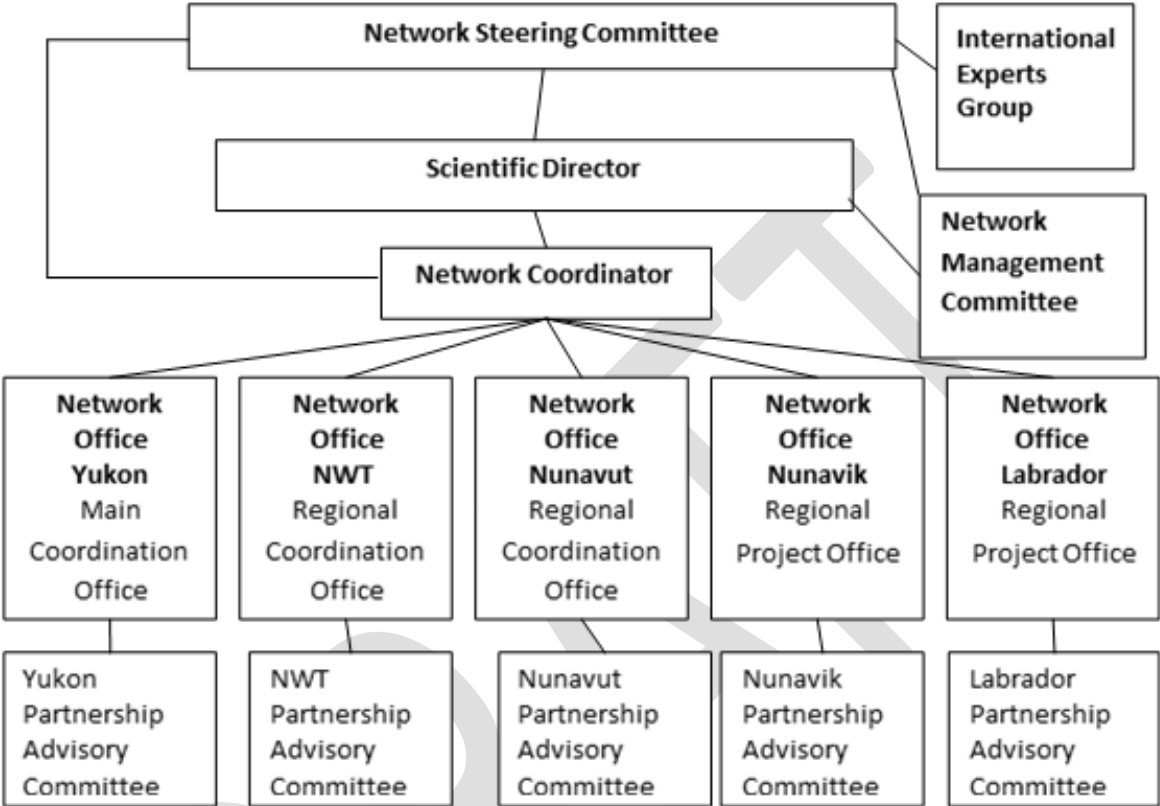 Network Steering Committee
International
Experts
Group
Scientific Director
Network
Management
Committee
Network Coordinator
Network
Office
Yukon
Main
Coordination
Office
Network
Office
NWT
Regional
Coordination
Office
Network
Office
Nunavut
Regional
Coordination
Office
Network
Office
Nunavik
Regional
Project Office
Network
Office
Labrador
Regional
Project Office
Yukon
Partnership
Advisory
Committee
NWT
Partnership
Advisory
Committee
Nunavut
Partnership
Advisory
Committee
Nunavik
Partnership
Advisory
Committee
Labrador
Partnership
Advisory
Committee